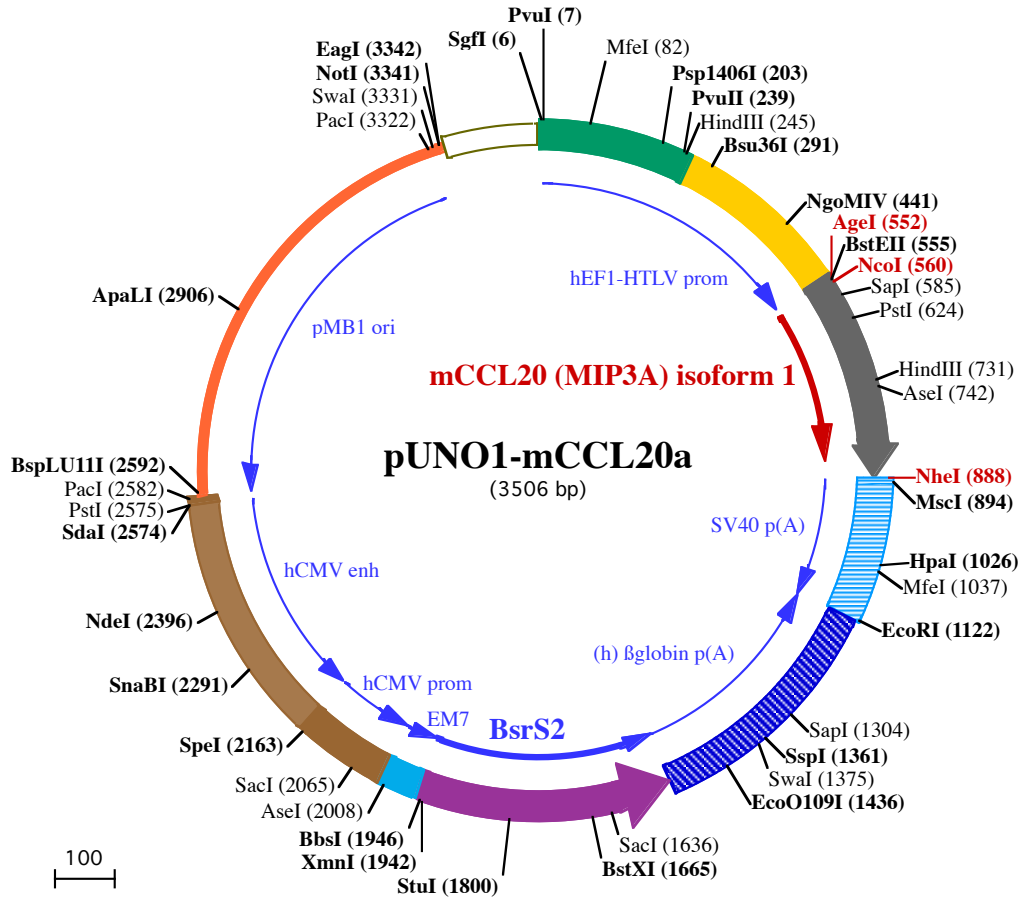 PvuI (7)
SgfI (6)
MfeI (82)
EagI (3342)
NotI (3341)
SwaI (3331)
PacI (3322)
Psp1406I (203)
PvuII (239)
HindIII (245)
Bsu36I (291)
NgoMIV (441)
AgeI (552)
BstEII (555)
NcoI (560)
SapI (585)
PstI (624)
hEF1-HTLV prom
ApaLI (2906)
pMB1 ori
HindIII (731)
AseI (742)
mCCL20 (MIP3A) isoform 1
pUNO1-mCCL20a
(3506 bp)
NheI (888)
MscI (894)
BspLU11I (2592)
PacI (2582)
PstI (2575)
SdaI (2574)
SV40 p(A)
HpaI (1026)
MfeI (1037)
hCMV enh
NdeI (2396)
EcoRI (1122)
(h) ßglobin p(A)
SnaBI (2291)
hCMV prom
EM7
BsrS2
SpeI (2163)
SapI (1304)
SspI (1361)
SwaI (1375)
EcoO109I (1436)
SacI (2065)
AseI (2008)
BbsI (1946)
XmnI (1942)
StuI (1800)
SacI (1636)
BstXI (1665)
100